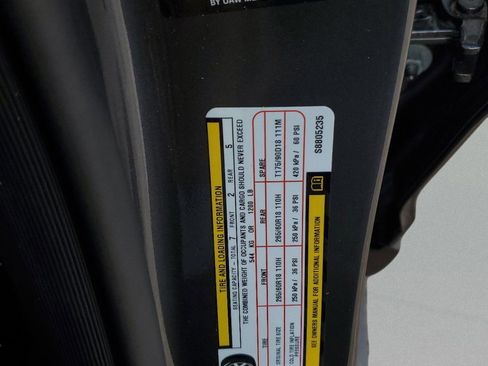 BY UAW
TIRE AND LOADING INFORMATION
SEATING CAPACITY - TOTAL 7 FRONT 2 REAR 5
THE COMBINED WEIGHT OF OCCUPANTS AND CARGO SHOULD NEVER EXCEED
544 KG OR 1200 LB
TIRE FRONT REAR SPARE
ORIGINAL TIRE SIZE 265/60R18 110H 265/60R18 110H T175/90D18 111M
COLD TIRE INFLATION PRESSURE 250 kPa / 36 PSI 250 kPa / 36 PSI 420 kPa / 60 PSI
SEE OWNERS MANUAL FOR ADDITIONAL INFORMATION
S8805235